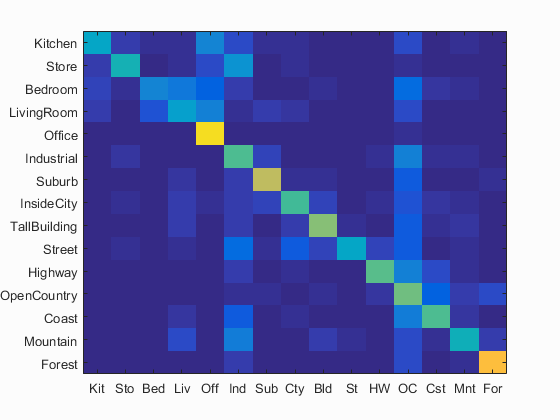 Kitchen
Store
Bedroom
LivingRoom
Office
Industrial
Suburb
InsideCity
TallBuilding
Street
Highway
OpenCountry
Coast
Mountain
Forest
Kit Sto Bed Liv Off Ind Sub Cty Bld St HW OC Cst Mnt For